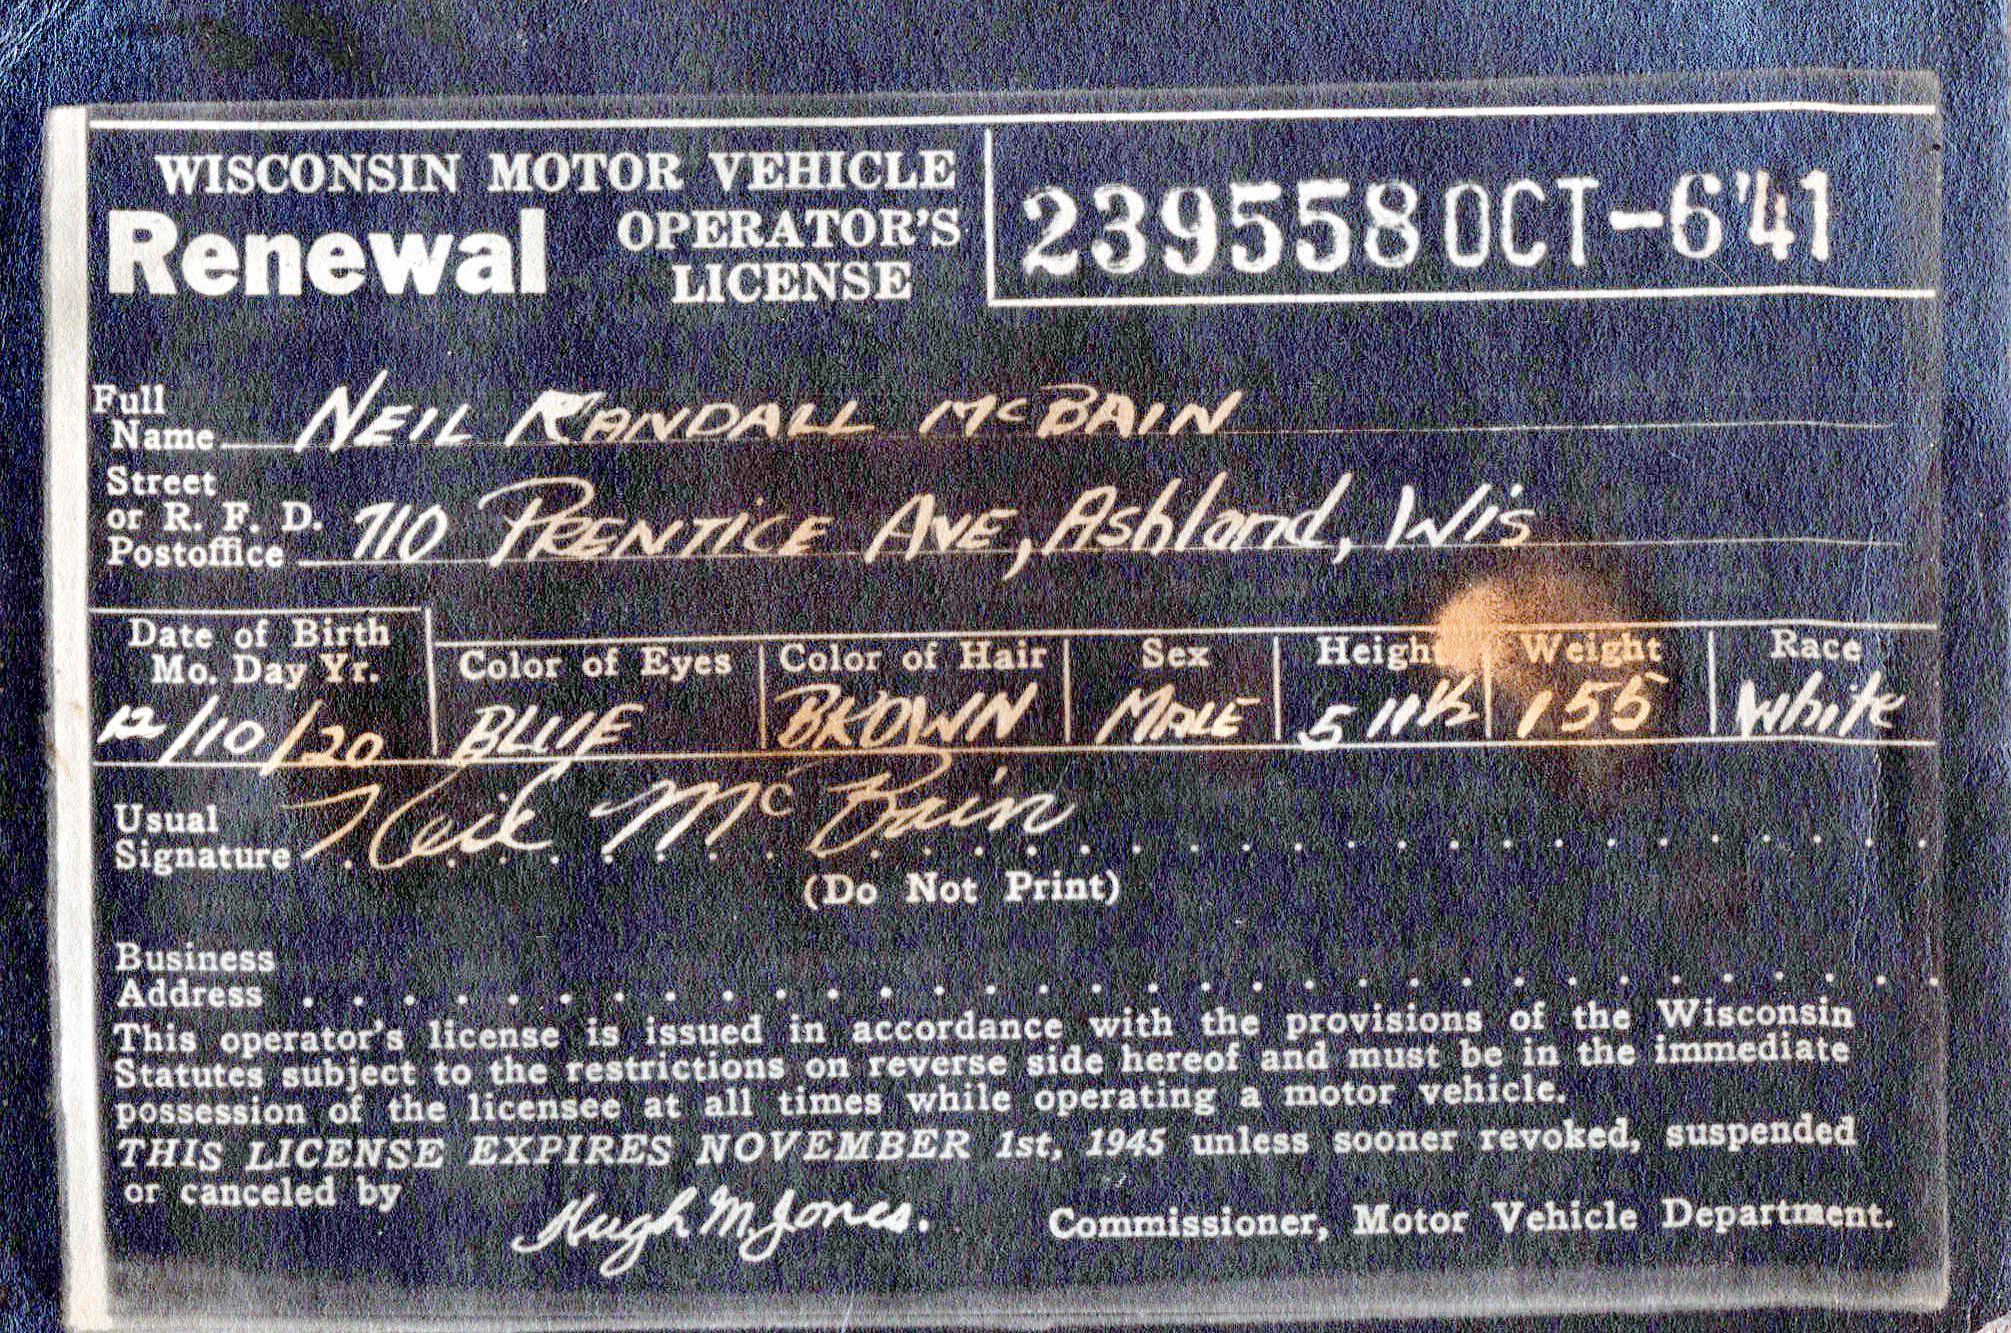 WISCONSIN MOTOR VEHICLE
Renewal OPERATOR'S LICENSE
239558 OCT-6'41
Full Name NEIL RANDALL McBAIN
Street or R. F. D. Postoffice 710 PRENTICE AVE, Ashland, Wis
Date of Birth Mo. Day Yr. Color of Eyes Color of Hair Sex Height Weight Race
12/10/20 BLUE BROWN MALE 5 11½ 155 White
Usual Signature Neil McBain
(Do Not Print)
Business Address
This operator's license is issued in accordance with the provisions of the Wisconsin
Statutes subject to the restrictions on reverse side hereof and must be in the immediate
possession of the licensee at all times while operating a motor vehicle.
THIS LICENSE EXPIRES NOVEMBER 1st, 1945 unless sooner revoked, suspended
or canceled by
Hugh M Jones. Commissioner, Motor Vehicle Department.